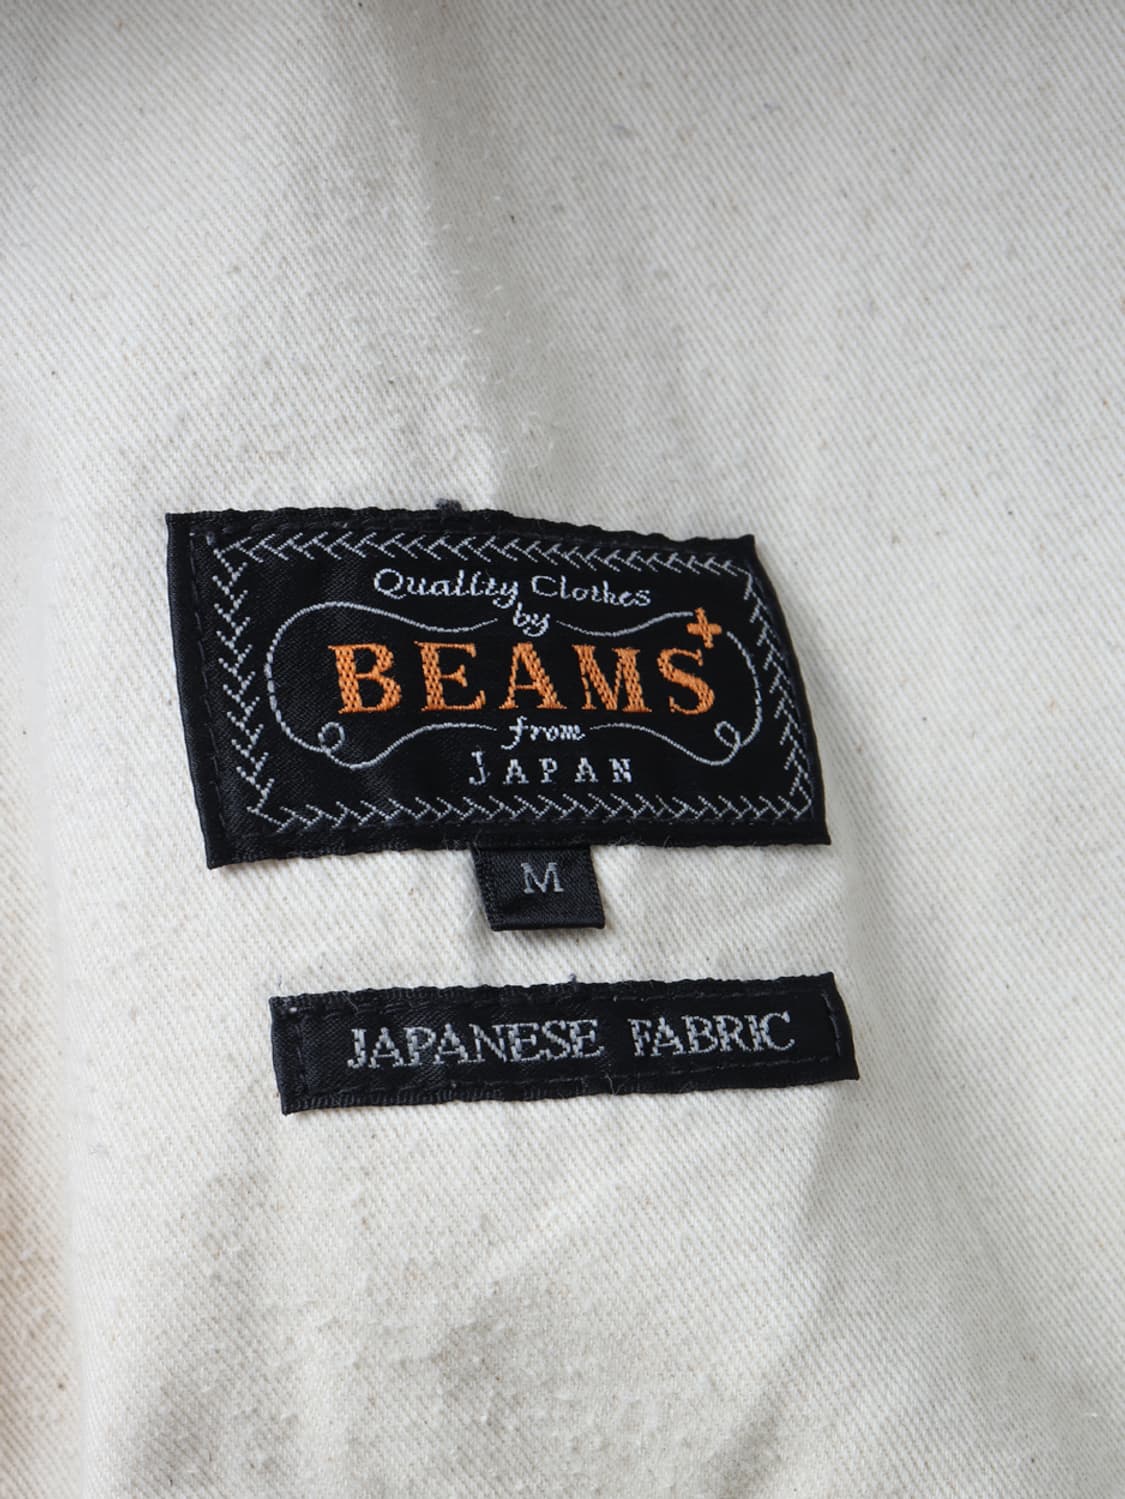 Quality Clothes
by
BEAMS+
from
JAPAN
M
JAPANESE FABRIC